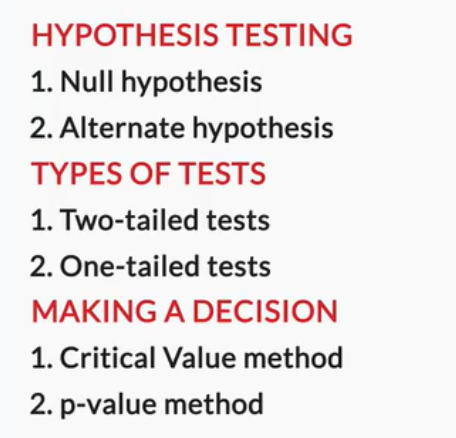 HYPOTHESIS TESTING
1. Null hypothesis
2. Alternate hypothesis
TYPES OF TESTS
1. Two-tailed tests
2. One-tailed tests
MAKING A DECISION
1. Critical Value method
2. p-value method